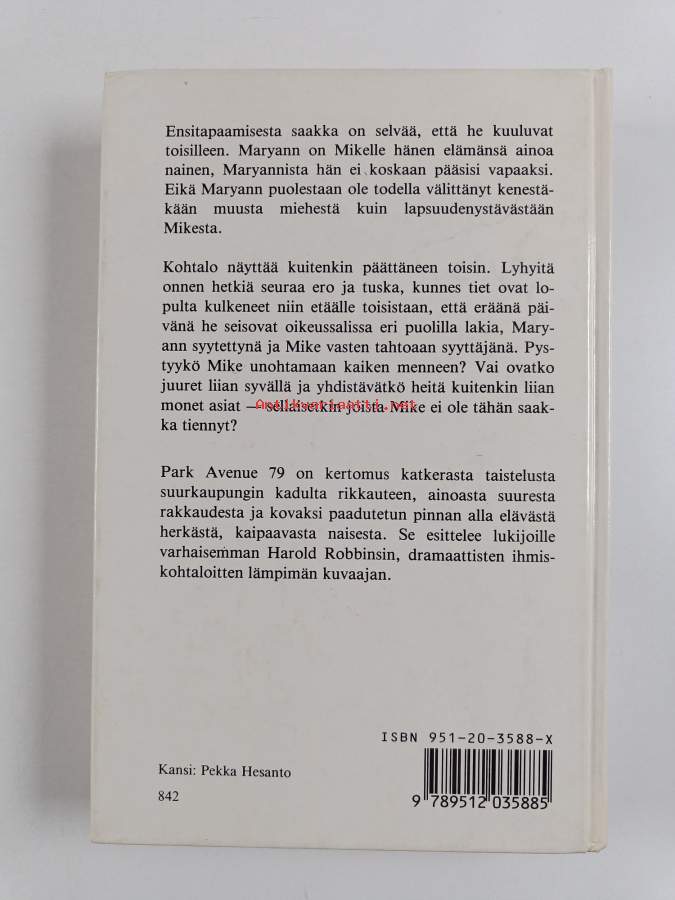 Ensitapaamisesta saakka on selvää, että he kuuluvat
toisilleen. Maryann on Mikelle hänen elämänsä ainoa
nainen, Maryannista hän ei koskaan pääsisi vapaaksi.
Eikä Maryann puolestaan ole todella välittänyt kenestä-
kään muusta miehestä kuin lapsuudenystävästään
Mikesta.
Kohtalo näyttää kuitenkin päättäneen toisin. Lyhyitä
onnen hetkiä seuraa ero ja tuska, kunnes tiet ovat lo-
pulta kulkeneet niin etäälle toisistaan, että eräänä päi-
vänä he seisovat oikeussalissa eri puolilla lakia, Mary-
ann syytettynä ja Mike vasten tahtoaan syyttäjänä. Pys-
tyykö Mike unohtamaan kaiken menneen? Vai ovatko
juuret liian syvällä ja yhdistävätkö heitä kuitenkin liian
monet asiat — sellaisetkin joista Mike ei ole tähän saak-
ka tiennyt?
Antikvariaatti.net
Park Avenue 79 on kertomus katkerasta taistelusta
suurkaupungin kadulta rikkauteen, ainoasta suuresta
rakkaudesta ja kovaksi paadutetun pinnan alla elävästä
herkästä, kaipaavasta naisesta. Se esittelee lukijoille
varhaisemman Harold Robbinsin, dramaattisten ihmis-
kohtaloitten lämpimän kuvaajan.
ISBN 951-20-3588-X
Kansi: Pekka Hesanto
842
9 789512 035885